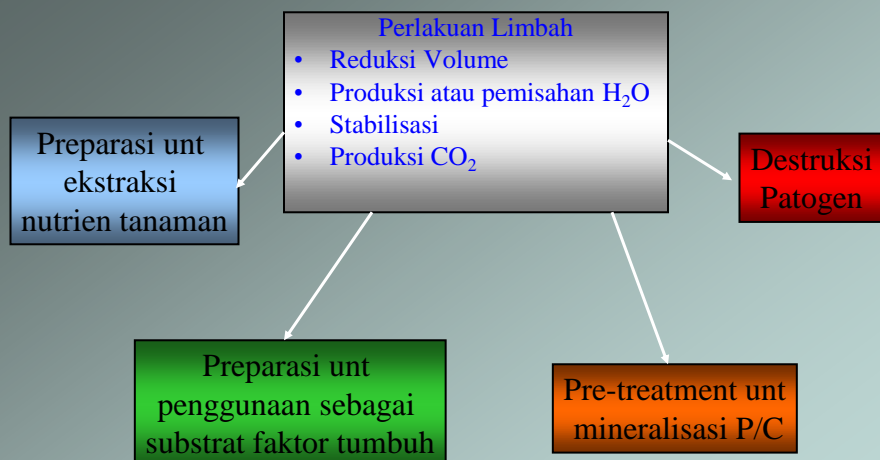 Perlakuan Limbah
• Reduksi Volume
• Produksi atau pemisahan H₂O
• Stabilisasi
• Produksi CO₂
Preparasi unt
ekstraksi
nutrien tanaman
Destruksi
Patogen
Preparasi unt
penggunaan sebagai
substrat faktor tumbuh
Pre-treatment unt
mineralisasi P/C